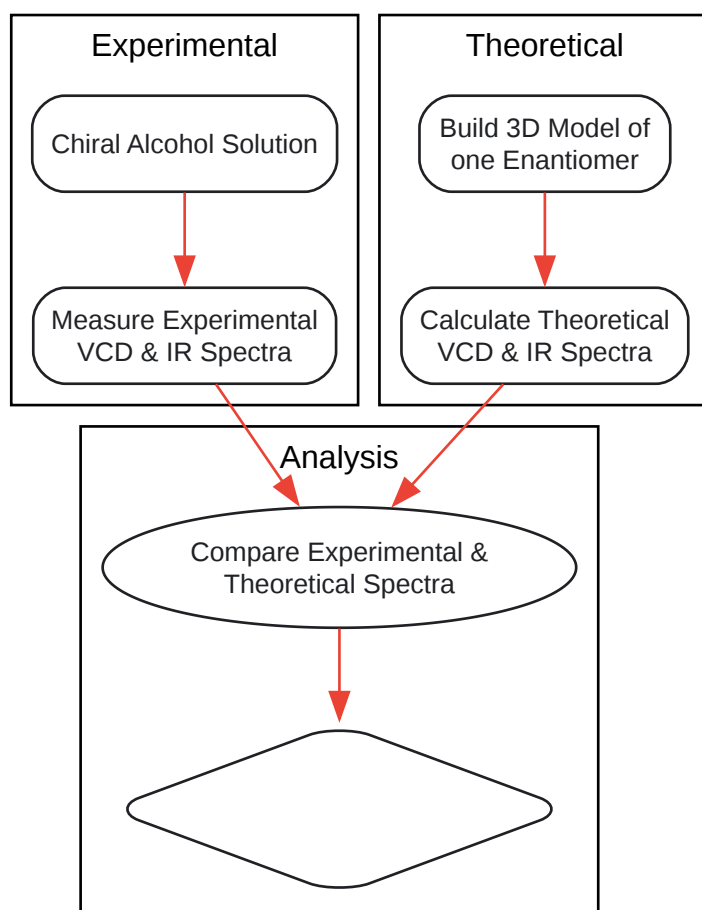 Experimental
Chiral Alcohol Solution
Measure Experimental
VCD & IR Spectra
Theoretical
Build 3D Model of
one Enantiomer
Calculate Theoretical
VCD & IR Spectra
Analysis
Compare Experimental &
Theoretical Spectra